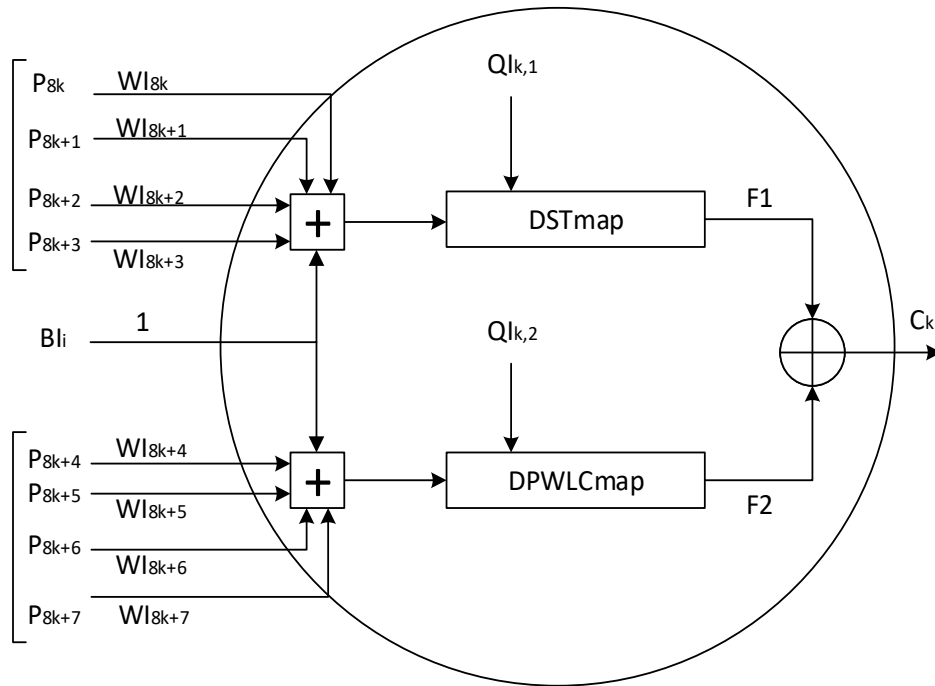 P8k WI8k
P8k+1 WI8k+1
P8k+2 WI8k+2
P8k+3 WI8k+3
BIi 1
P8k+4 WI8k+4
P8k+5 WI8k+5
P8k+6 WI8k+6
P8k+7 WI8k+7
+
+
QIk,1
DSTmap
F1
QIk,2
DPWLCmap
F2
Ck